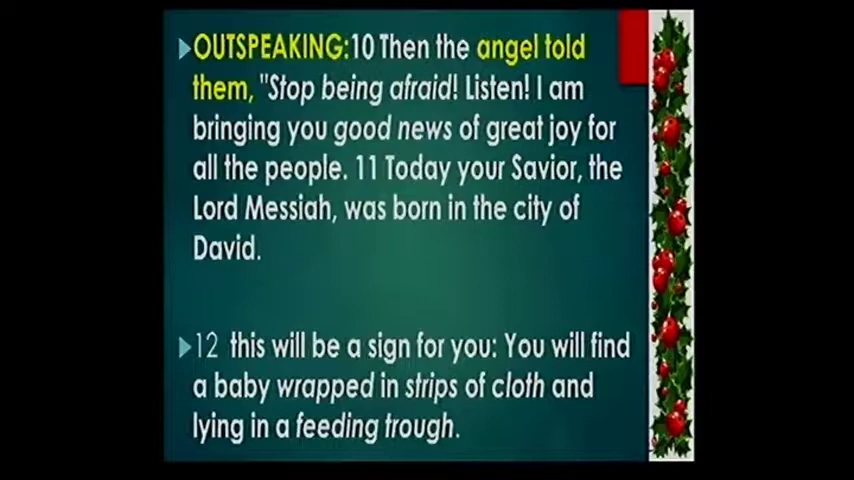 OUTSPEAKING:10 Then the angel told
them, "Stop being afraid! Listen! I am
bringing you good news of great joy for
all the people. 11 Today your Savior, the
Lord Messiah, was born in the city of
David.
12 this will be a sign for you: You will find
a baby wrapped in strips of cloth and
lying in a feeding trough.